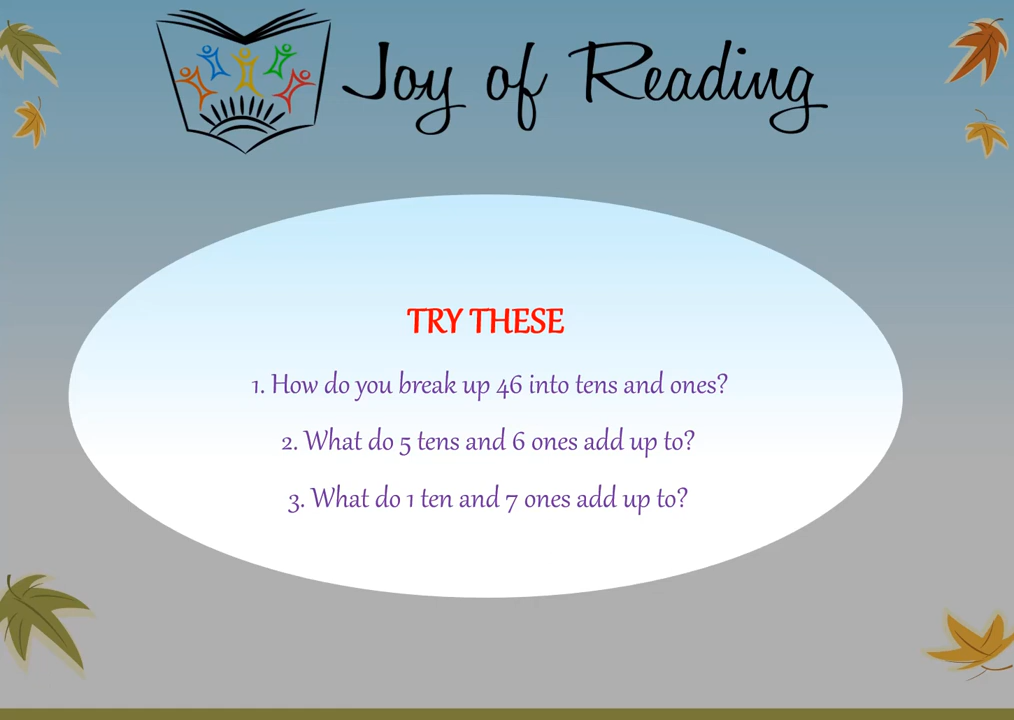 Joy of Reading
TRY THESE
1. How do you break up 46 into tens and ones?
2. What do 5 tens and 6 ones add up to?
3. What do 1 ten and 7 ones add up to?